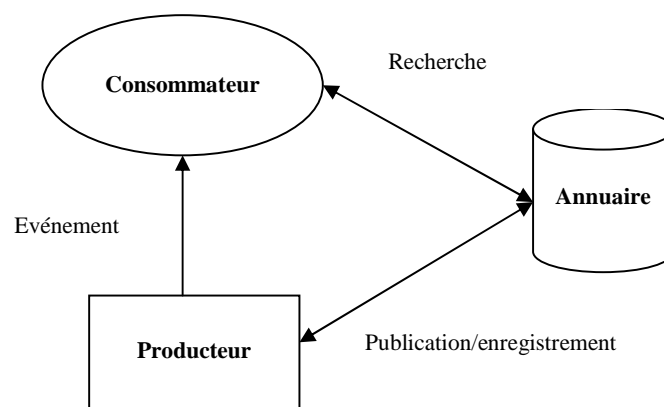 Recherche
Consommateur
Annuaire
Evénement
Publication/enregistrement
Producteur